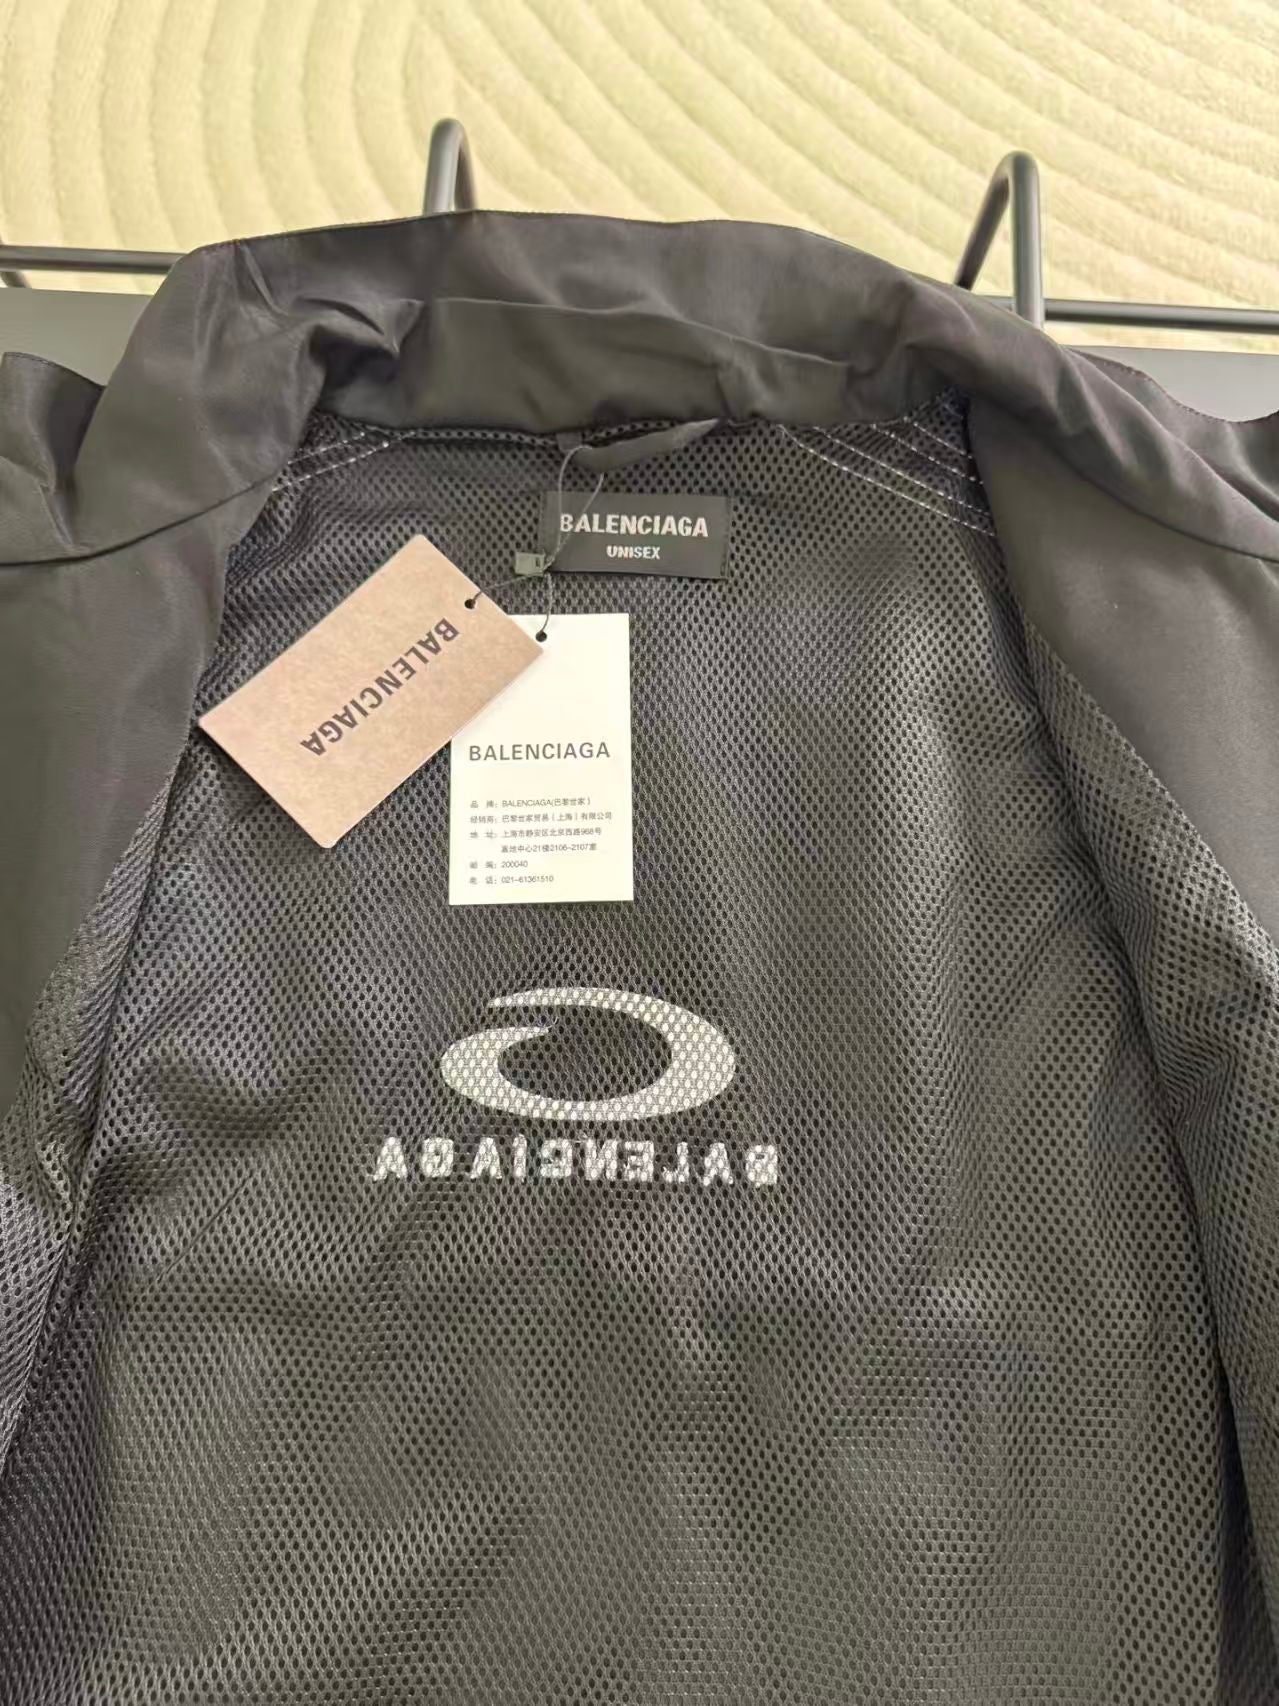 BALENCIAGA
UNISEX
BALENCIAGA
BALENCIAGA
品 牌：BALENCIAGA(巴黎世家)
经销商：巴黎世家贸易（上海）有限公司
地 址：上海市静安区北京西路968号
嘉地中心21楼2106-2107室
邮 编：200040
电 话：021-61361510
BALENCIAGA